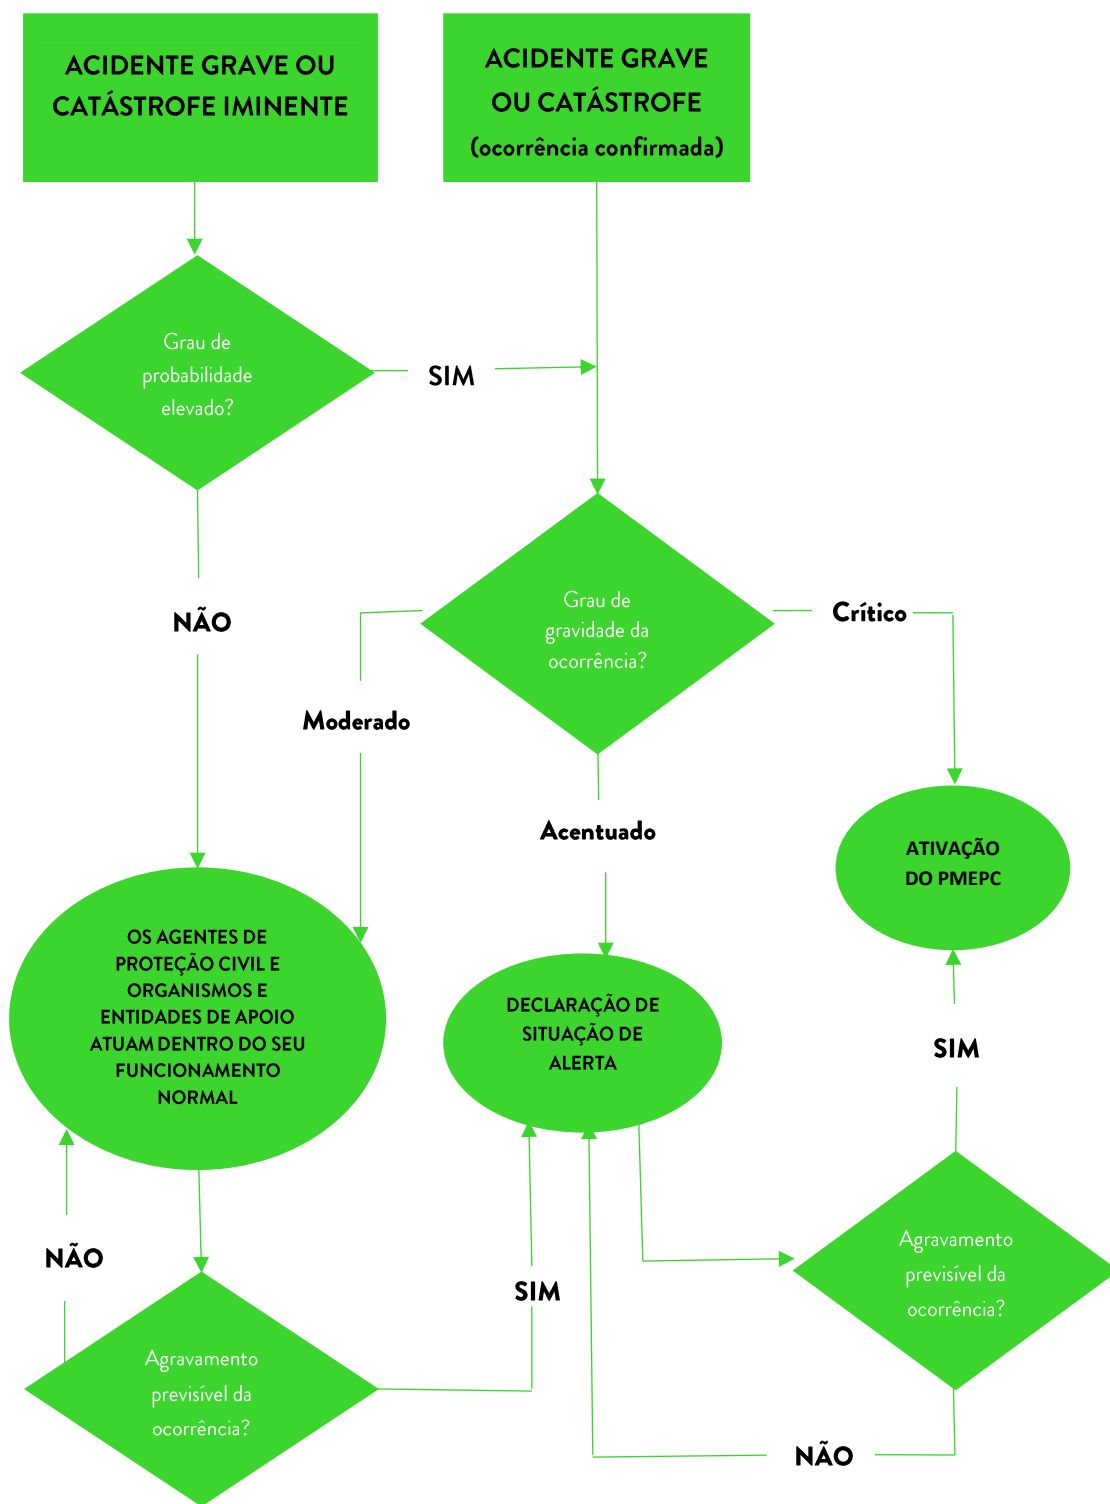 ACIDENTE GRAVE OU
CATÁSTROFE IMINENTE
ACIDENTE GRAVE
OU CATÁSTROFE
(ocorrência confirmada)
Grau de
probabilidade
elevado?
SIM
NÃO
Grau de
gravidade da
ocorrência?
Crítico
Moderado
Acentuado
ATIVAÇÃO
DO PMEPC
OS AGENTES DE
PROTEÇÃO CIVIL E
ORGANISMOS E
ENTIDADES DE APOIO
ATUAM DENTRO DO SEU
FUNCIONAMENTO
NORMAL
DECLARAÇÃO DE
SITUAÇÃO DE
ALERTA
SIM
NÃO
SIM
Agravamento
previsível da
ocorrência?
Agravamento
previsível da
ocorrência?
NÃO